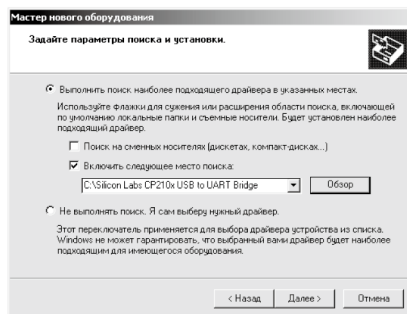 Мастер нового оборудования
Задайте параметры поиска и установки.
Выполнить поиск наиболее подходящего драйвера в указанных местах.
Используйте флажки для сужения или расширения области поиска, включающей
по умолчанию локальные папки и съемные носители. Будет установлен наиболее
подходящий драйвер.
Поиск на сменных носителях (дискетах, компакт-дисках...)
Включить следующее место поиска:
C:\Silicon Labs CP210x USB to UART Bridge
Обзор
Не выполнять поиск. Я сам выберу нужный драйвер.
Этот переключатель применяется для выбора драйвера устройства из списка.
Windows не может гарантировать, что выбранный вами драйвер будет наиболее
подходящим для имеющегося оборудования.
< Назад Далее > Отмена